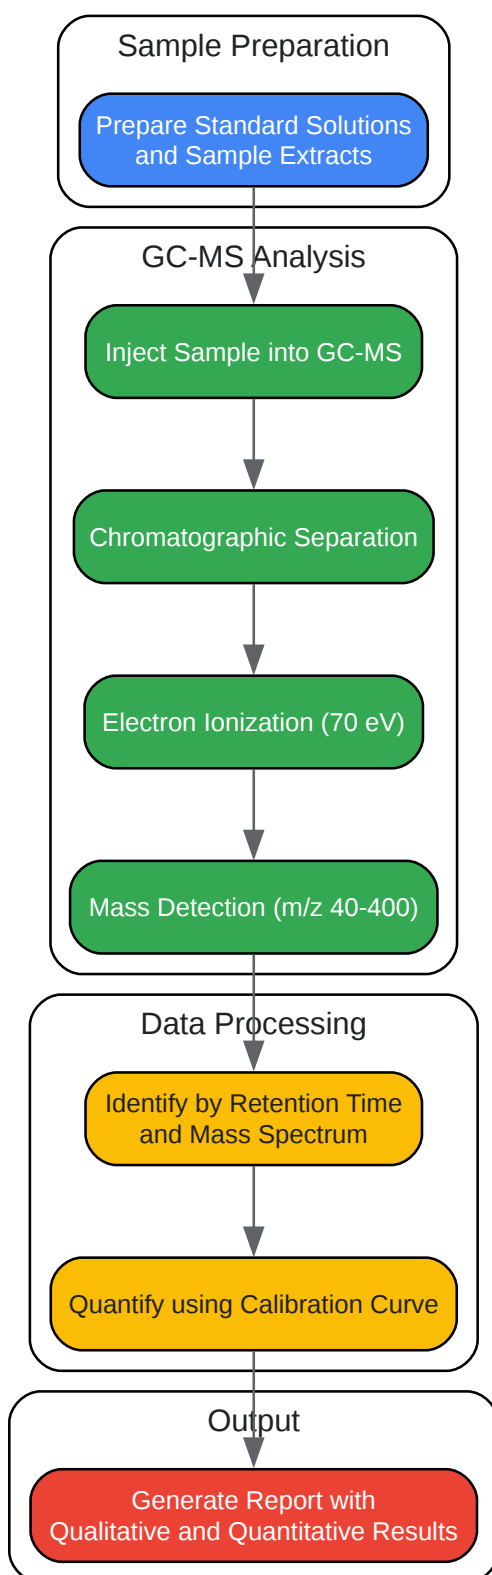 Sample Preparation
Prepare Standard Solutions
and Sample Extracts
GC-MS Analysis
Inject Sample into GC-MS
Chromatographic Separation
Electron Ionization (70 eV)
Mass Detection (m/z 40-400)
Data Processing
Identify by Retention Time
and Mass Spectrum
Quantify using Calibration Curve
Output
Generate Report with
Qualitative and Quantitative Results